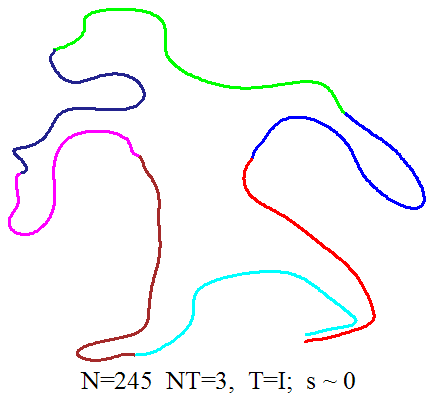 N=245 NT=3, T=I; s ~ 0